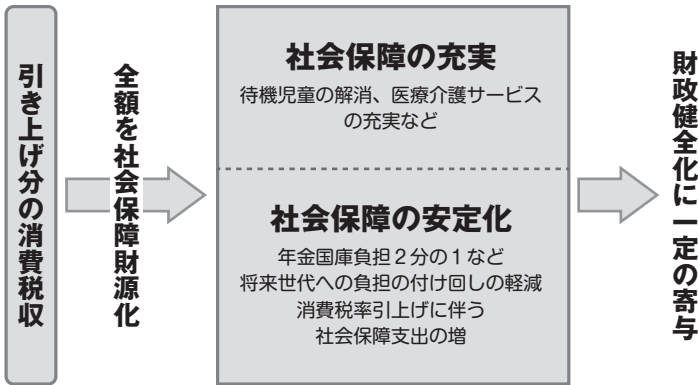 引き上げ分の消費税収
全額を社会保障財源化
社会保障の充実
待機児童の解消、医療介護サービス
の充実など
社会保障の安定化
年金国庫負担２分の１など
将来世代への負担の付け回しの軽減
消費税率引上げに伴う
社会保障支出の増
財政健全化に一定の寄与